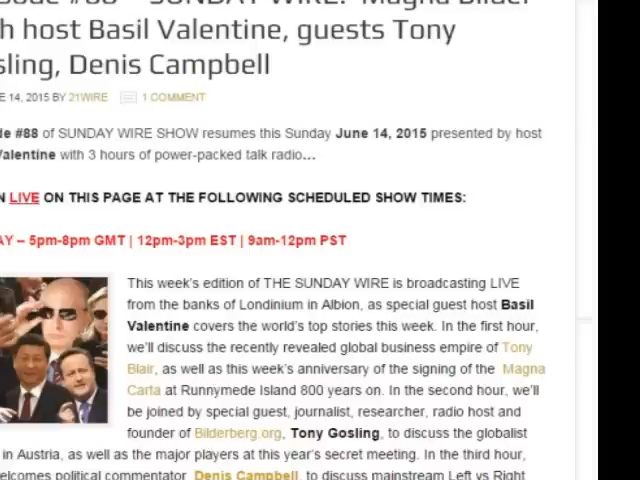 #88 – SUNDAY WIRE: 'Magna Bilder'
h host Basil Valentine, guests Tony
sling, Denis Campbell
E 14, 2015 BY 21WIRE 1 COMMENT
de #88 of SUNDAY WIRE SHOW resumes this Sunday June 14, 2015 presented by host
Valentine with 3 hours of power-packed talk radio…
N LIVE ON THIS PAGE AT THE FOLLOWING SCHEDULED SHOW TIMES:
AY – 5pm-8pm GMT | 12pm-3pm EST | 9am-12pm PST
This week's edition of THE SUNDAY WIRE is broadcasting LIVE
from the banks of Londinium in Albion, as special guest host Basil
Valentine covers the world's top stories this week. In the first hour,
we'll discuss the recently revealed global business empire of Tony
Blair, as well as this week's anniversary of the signing of the Magna
Carta at Runnymede Island 800 years on. In the second hour, we'll
be joined by special guest, journalist, researcher, radio host and
founder of Bilderberg.org, Tony Gosling, to discuss the globalist
in Austria, as well as the major players at this year's secret meeting. In the third hour,
elcomes political commentator Denis Campbell, to discuss mainstream Left vs Right